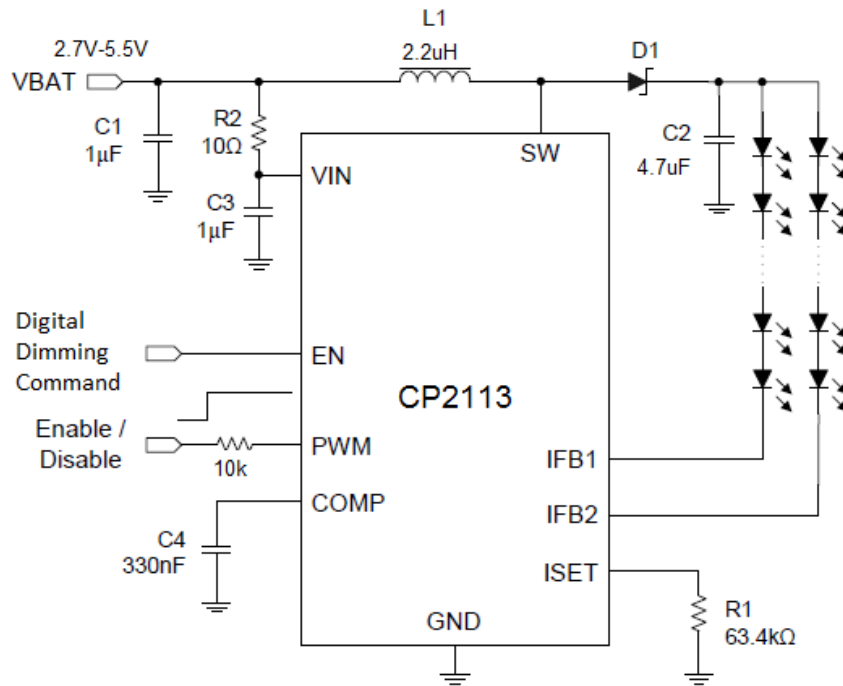 L1
2.7V-5.5V
2.2uH
D1
VBAT
C1
1μF
R2
10Ω
SW
C2
4.7uF
VIN
C3
1μF
Digital
Dimming
Command
EN
CP2113
Enable /
Disable
PWM
10k
IFB1
COMP
IFB2
C4
330nF
ISET
R1
63.4kΩ
GND